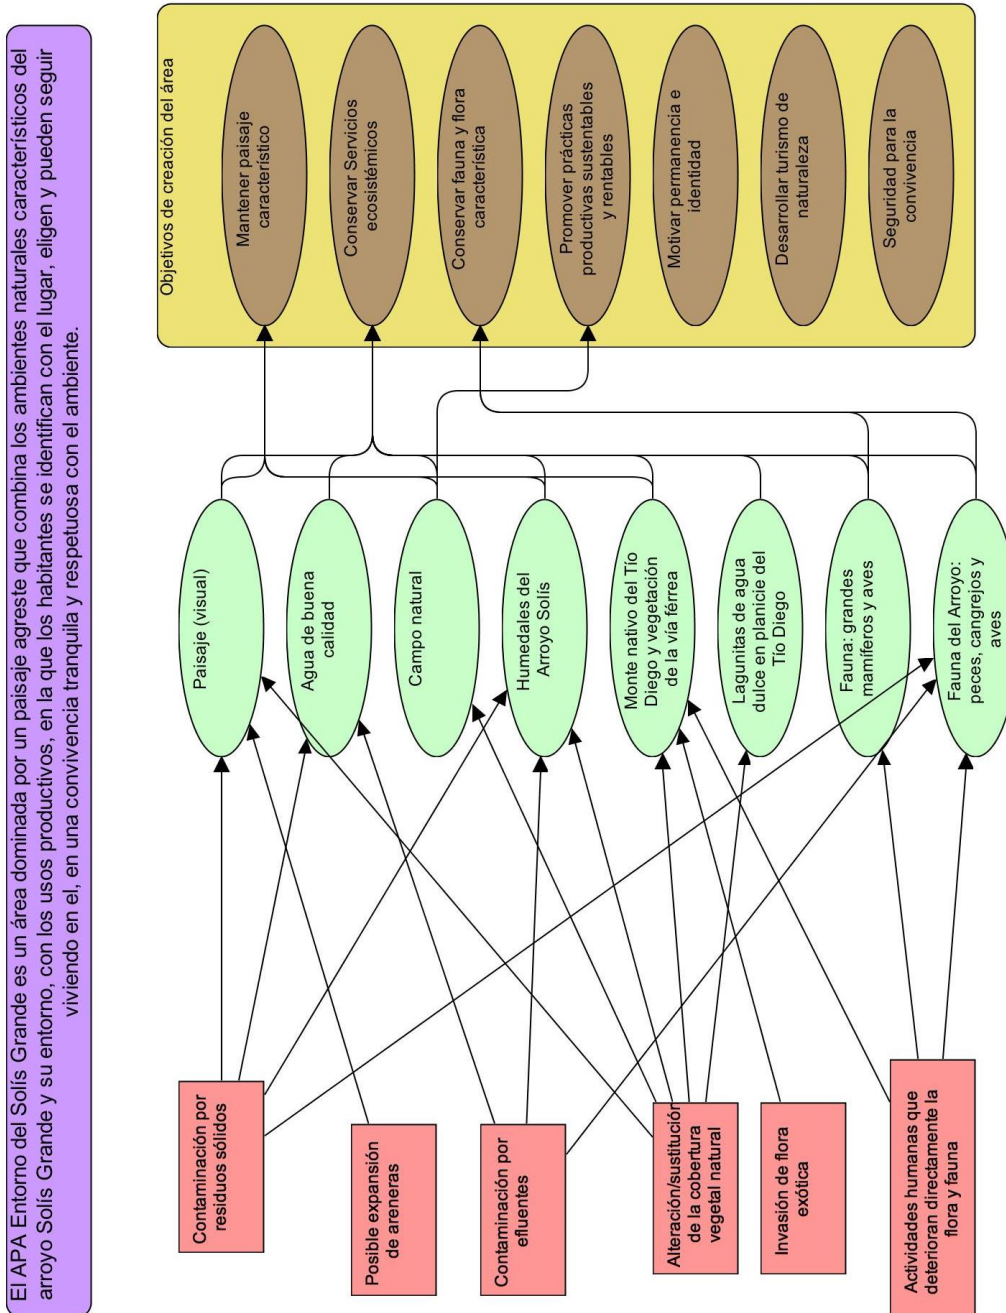 El APA Entorno del Solís Grande es un área dominada por un paisaje agreste que combina los ambientes naturales característicos del
arroyo Solís Grande y su entorno, con los usos productivos, en la que los habitantes se identifican con el lugar, eligen y pueden seguir
viviendo en el, en una convivencia tranquila y respetuosa con el ambiente.
Contaminación por
residuos sólidos
Posible expansión
de areneras
Contaminación por
efluentes
Alteración/sustitución
de la cobertura
vegetal natural
Invasión de flora
exótica
Actividades humanas que
deterioran directamente la
flora y fauna
Paisaje (visual)
Agua de buena
calidad
Campo natural
Humedales del
Arroyo Solís
Monte nativo del Tío
Diego y vegetación
de la vía férrea
Lagunitas de agua
dulce en planicie del
Tío Diego
Fauna: grandes
mamíferos y aves
Fauna del Arroyo:
peces, cangrejos y
aves
Objetivos de creación del área
Mantener paisaje
característico
Conservar Servicios
ecosistémicos
Conservar fauna y flora
característica
Promover prácticas
productivas sustentables
y rentables
Motivar permanencia e
identidad
Desarrollar turismo de
naturaleza
Seguridad para la
convivencia